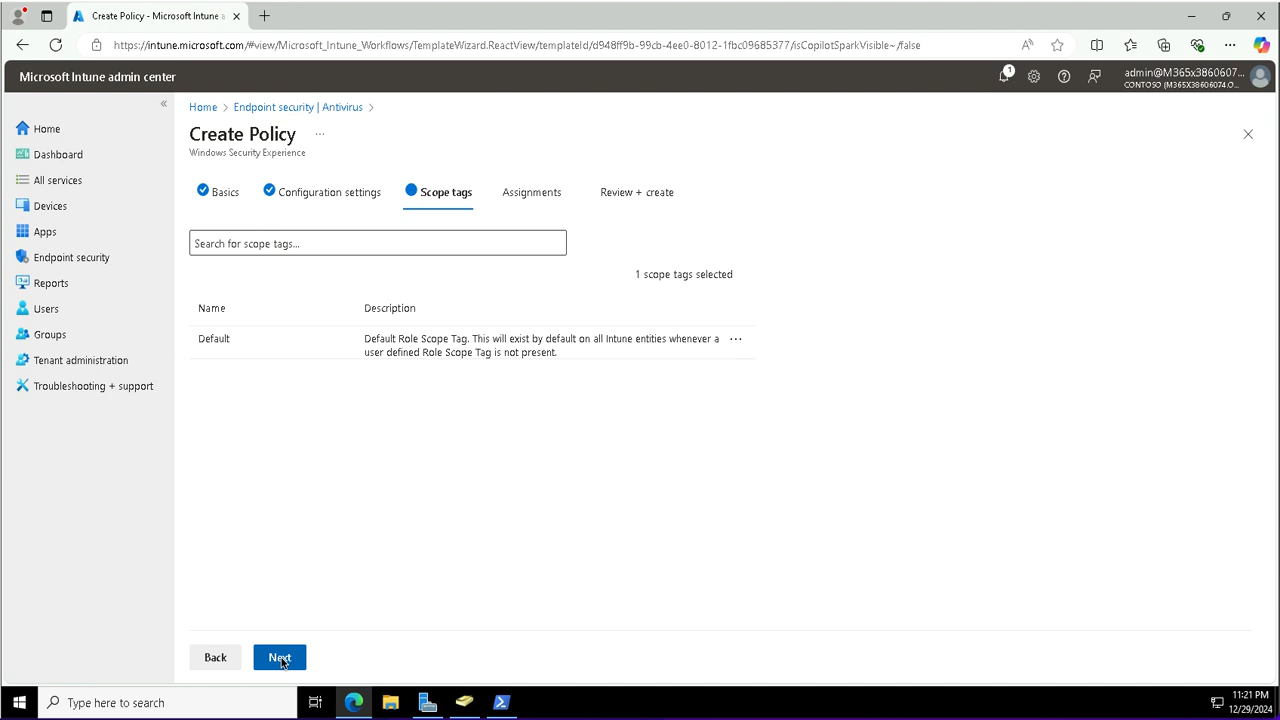 Create Policy - Microsoft Intune a
https://intune.microsoft.com/#view/Microsoft_Intune_Workflows/TemplateWizard.ReactView/templateId/d948ff9b-99cb-4ee0-8012-1fbc09685377/isCopilotSparkVisible~/false
Microsoft Intune admin center
1
admin@M365x3860607...
CONTOSO (M365X38606074.O...
Home
Dashboard
All services
Devices
Apps
Endpoint security
Reports
Users
Groups
Tenant administration
Troubleshooting + support
Home > Endpoint security | Antivirus >
Create Policy ...
Windows Security Experience
Basics Configuration settings Scope tags Assignments Review + create
Search for scope tags...
1 scope tags selected
Name Description
Default Default Role Scope Tag. This will exist by default on all Intune entities whenever a ...
user defined Role Scope Tag is not present.
Back Next
Type here to search
11:21 PM
12/29/2024